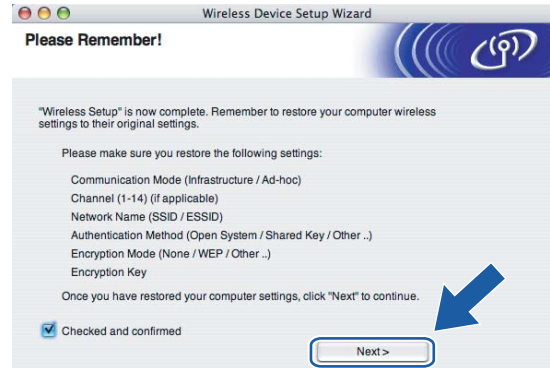 Wireless Device Setup Wizard
Please Remember!
"Wireless Setup" is now complete. Remember to restore your computer wireless
settings to their original settings.
Please make sure you restore the following settings:
Communication Mode (Infrastructure / Ad-hoc)
Channel (1-14) (if applicable)
Network Name (SSID / ESSID)
Authentication Method (Open System / Shared Key / Other ..)
Encryption Mode (None / WEP / Other ..)
Encryption Key
Once you have restored your computer settings, click "Next" to continue.
Checked and confirmed
Next >